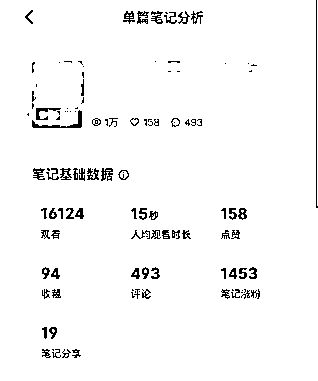 单篇笔记分析
1万 158 493
笔记基础数据
16124 15秒 158
观看 人均观看时长 点赞
94 493 1453
收藏 评论 笔记涨粉
19
笔记分享